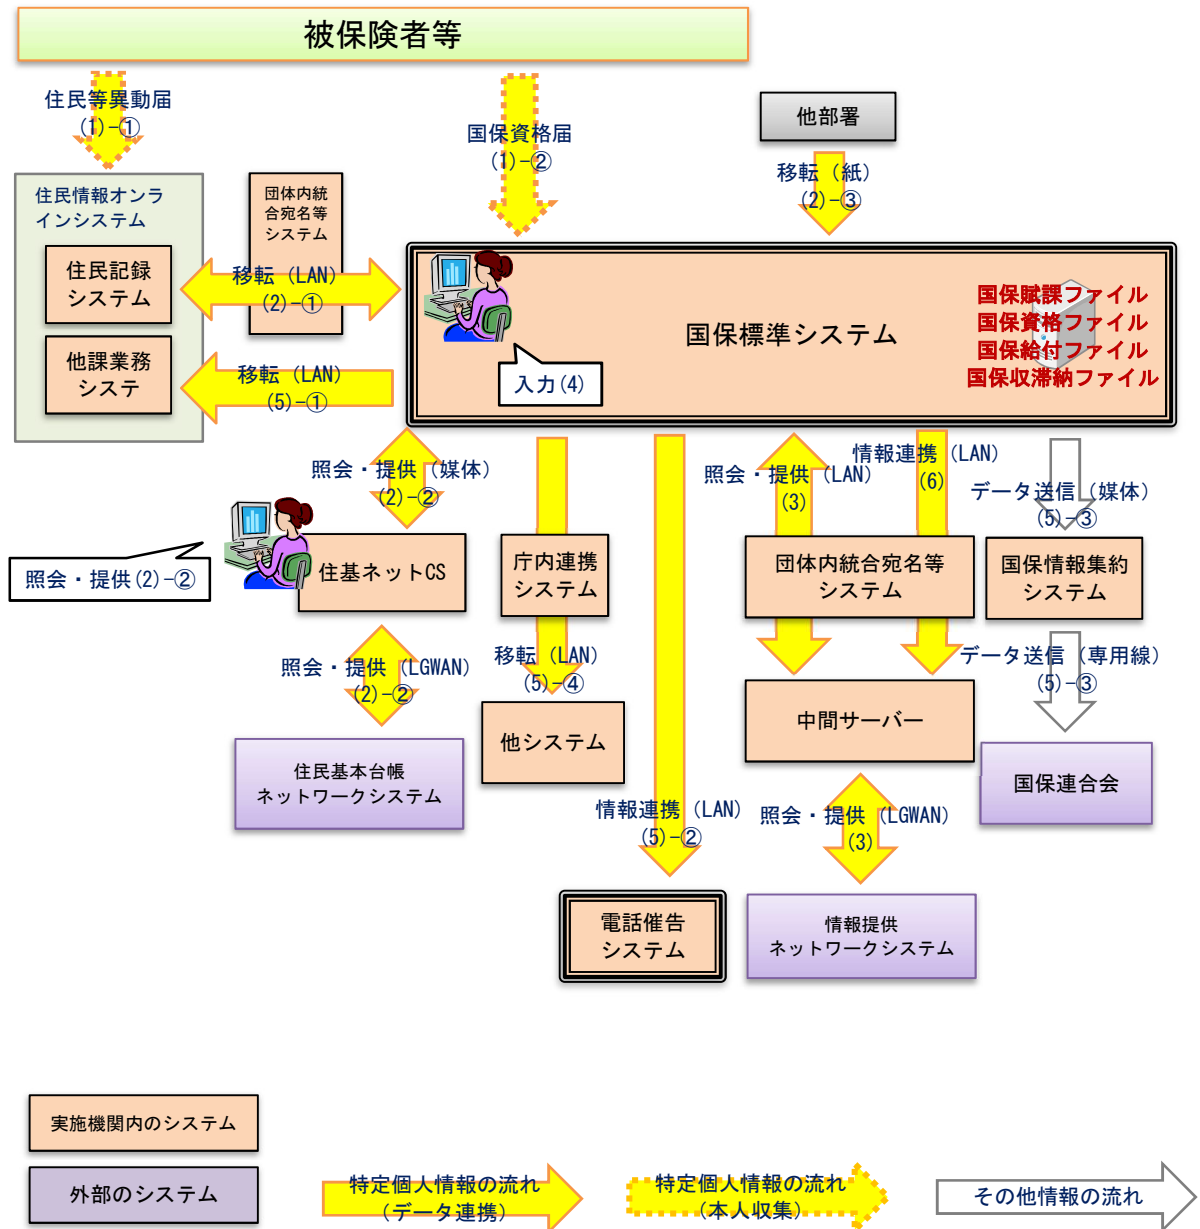 被保険者等
住民等異動届
(1)-①
国保資格届
(1)-②
他部署
移転（紙）
(2)-③
住民情報オンラ
インシステム
団体内統
合宛名等
システム
住民記録
システム
移転（LAN）
(2)-①
他課業務
システ
移転（LAN）
(5)-①
国保標準システム
入力(4)
国保賦課ファイル
国保資格ファイル
国保給付ファイル
国保収滞納ファイル
照会・提供（媒体）
(2)-②
照会・提供（LAN）
(3)
情報連携（LAN）
(6)
データ送信（媒体）
(5)-③
照会・提供(2)-②
住基ネットCS
庁内連携
システム
団体内統合宛名等
システム
国保情報集約
システム
照会・提供（LGWAN）
(2)-②
移転（LAN）
(5)-④
データ送信（専用線）
(5)-③
他システム
中間サーバー
住民基本台帳
ネットワークシステム
国保連合会
情報連携（LAN）
(5)-②
照会・提供（LGWAN）
(3)
電話催告
システム
情報提供
ネットワークシステム
実施機関内のシステム
外部のシステム
特定個人情報の流れ
（データ連携）
特定個人情報の流れ
（本人収集）
その他情報の流れ